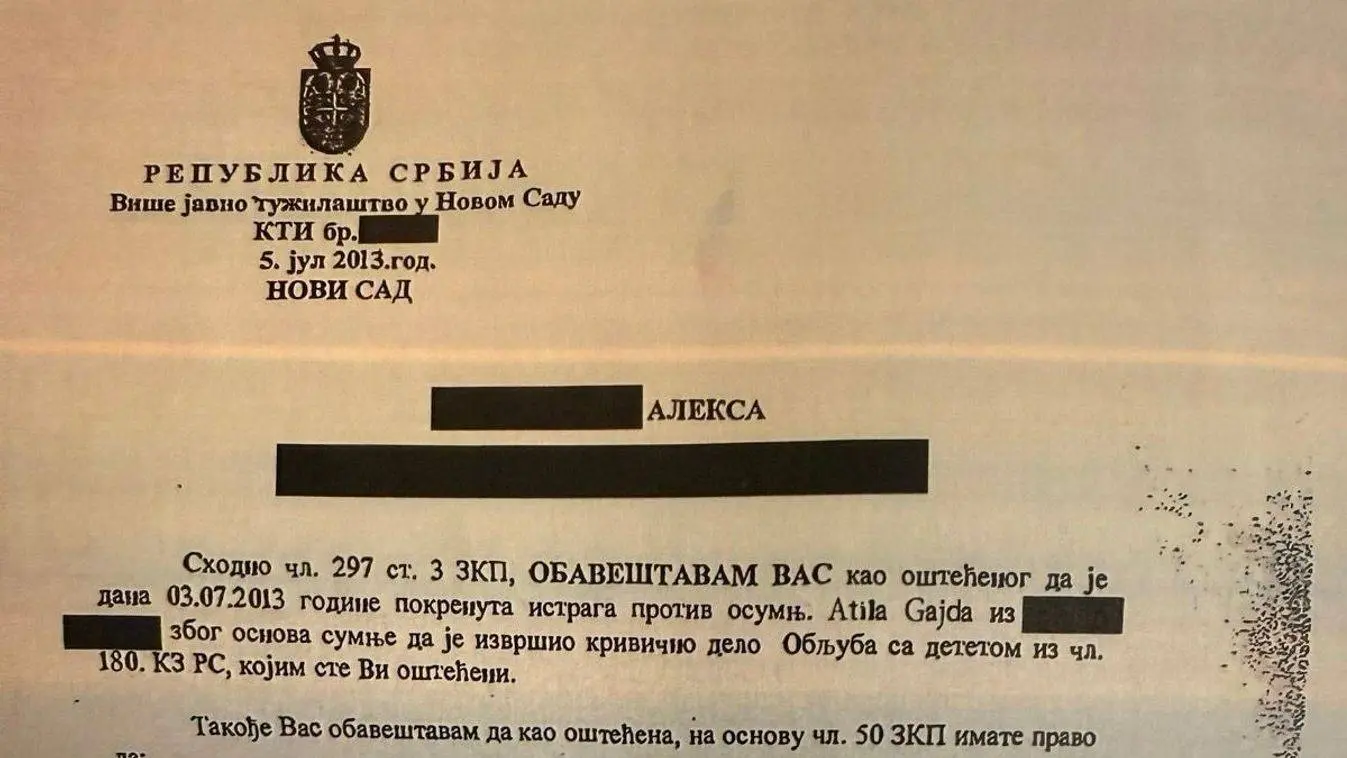 РЕПУБЛИКА СРБИЈА
Више јавно тужилаштво у Новом Саду
КТИ бр.
5. јул 2013.год.
НОВИ САД
АЛЕКСА
Сходно чл. 297 ст. 3 ЗКП, ОБАВЕШТАВАМ ВАС као оштећеног да је
дана 03.07.2013 године покренута истрага против осумњ. Atila Gajda из
због основа сумње да је извршио кривично дело Обљуба са дететом из чл.
180. КЗ РС, којим сте Ви оштећени.
Такође Вас обавештавам да као оштећена, на основу чл. 50 ЗКП имате право